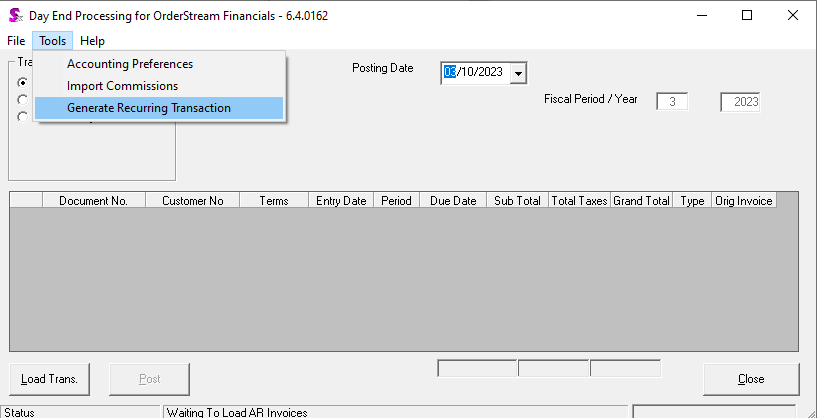 Day End Processing for OrderStream Financials - 6.4.0162
File Tools Help
Accounting Preferences
Import Commissions
Generate Recurring Transaction
Tra
Posting Date 03/10/2023
Fiscal Period / Year 3 2023
Document No. Customer No Terms Entry Date Period Due Date Sub Total Total Taxes Grand Total Type Orig Invoice
Load Trans. Post Close
Status Waiting To Load AR Invoices